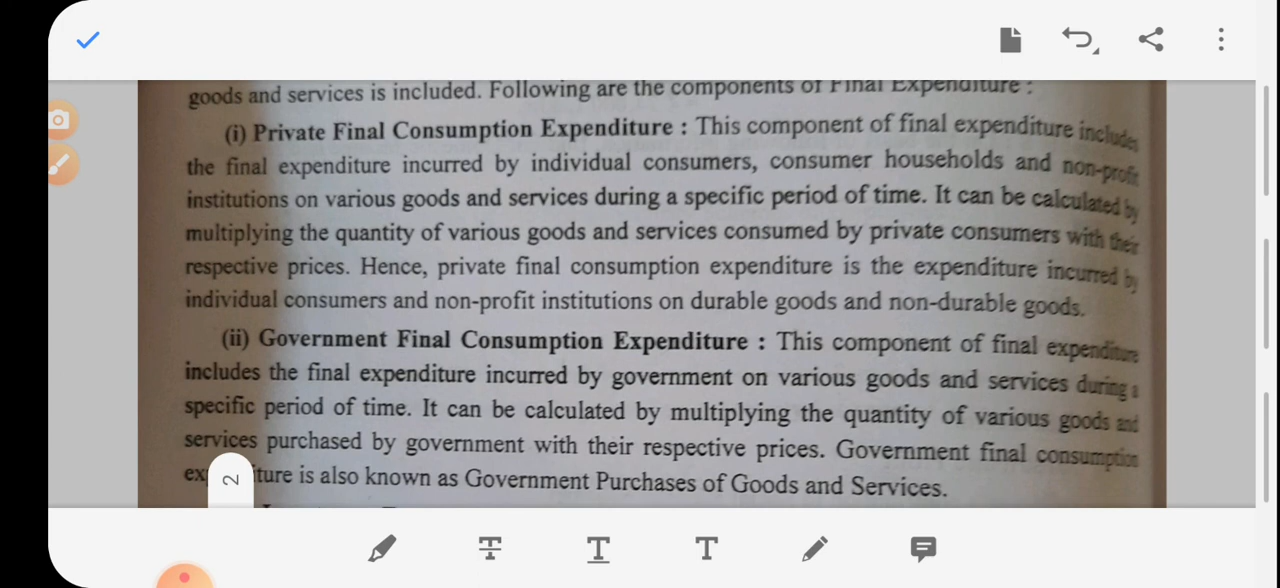 goods and services is included. Following are the components of Final Expenditure :
(i) Private Final Consumption Expenditure : This component of final expenditure includes
the final expenditure incurred by individual consumers, consumer households and non-profit
institutions on various goods and services during a specific period of time. It can be calculated by
multiplying the quantity of various goods and services consumed by private consumers with their
respective prices. Hence, private final consumption expenditure is the expenditure incurred by
individual consumers and non-profit institutions on durable goods and non-durable goods.
(ii) Government Final Consumption Expenditure : This component of final expenditure
includes the final expenditure incurred by government on various goods and services during a
specific period of time. It can be calculated by multiplying the quantity of various goods and
services purchased by government with their respective prices. Government final consumption
ex iture is also known as Government Purchases of Goods and Services.
2
T T T